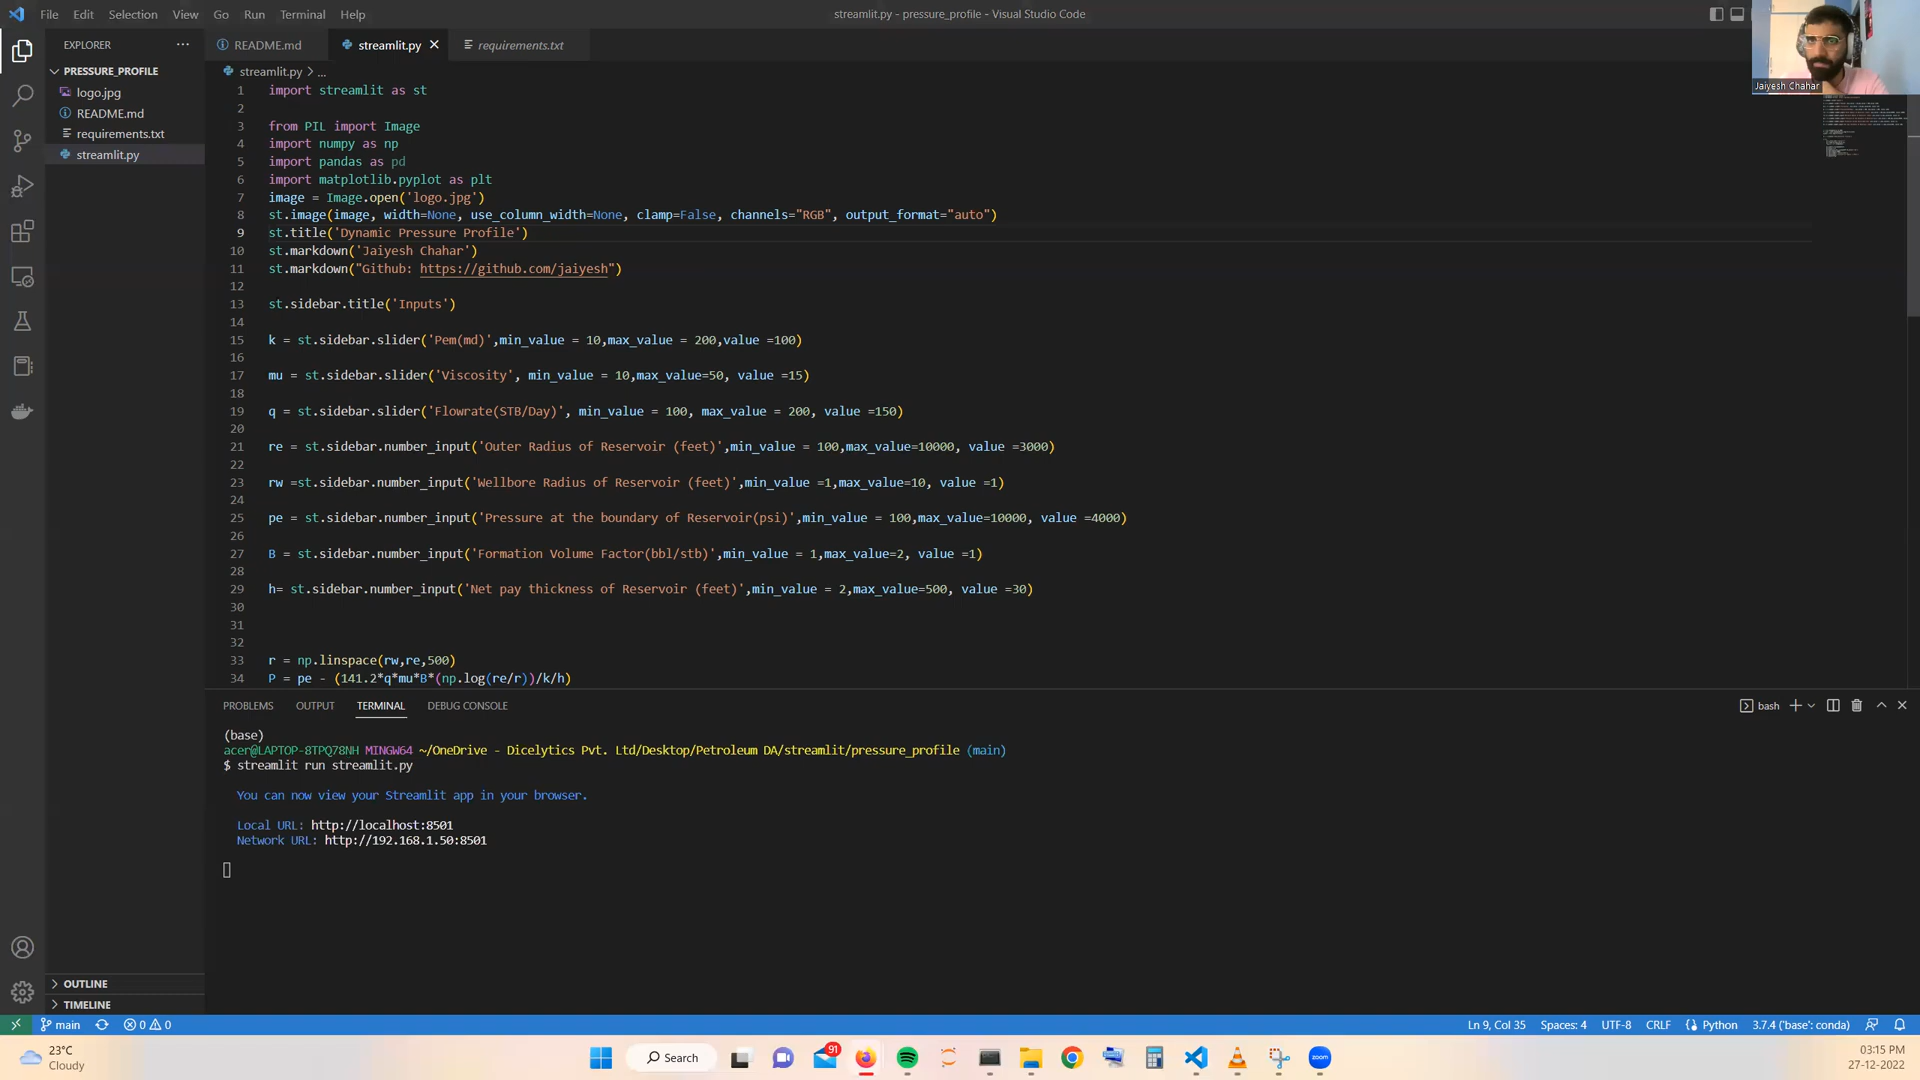 File Edit Selection View Go Run Terminal Help
streamlit.py - pressure_profile - Visual Studio Code
Jaiyesh Chahar
EXPLORER
PRESSURE_PROFILE
logo.jpg
README.md
requirements.txt
streamlit.py
OUTLINE
TIMELINE
README.md streamlit.py requirements.txt
streamlit.py > ...
1 import streamlit as st
2
3 from PIL import Image
4 import numpy as np
5 import pandas as pd
6 import matplotlib.pyplot as plt
7 image = Image.open('logo.jpg')
8 st.image(image, width=None, use_column_width=None, clamp=False, channels="RGB", output_format="auto")
9 st.title('Dynamic Pressure Profile')
10 st.markdown('Jaiyesh Chahar')
11 st.markdown("Github: https://github.com/jaiyesh")
12
13 st.sidebar.title('Inputs')
14
15 k = st.sidebar.slider('Pem(md)',min_value = 10,max_value = 200,value =100)
16
17 mu = st.sidebar.slider('Viscosity', min_value = 10,max_value=50, value =15)
18
19 q = st.sidebar.slider('Flowrate(STB/Day)', min_value = 100, max_value = 200, value =150)
20
21 re = st.sidebar.number_input('Outer Radius of Reservoir (feet)',min_value = 100,max_value=10000, value =3000)
22
23 rw =st.sidebar.number_input('Wellbore Radius of Reservoir (feet)',min_value =1,max_value=10, value =1)
24
25 pe = st.sidebar.number_input('Pressure at the boundary of Reservoir(psi)',min_value = 100,max_value=10000, value =4000)
26
27 B = st.sidebar.number_input('Formation Volume Factor(bbl/stb)',min_value = 1,max_value=2, value =1)
28
29 h= st.sidebar.number_input('Net pay thickness of Reservoir (feet)',min_value = 2,max_value=500, value =30)
30
31
32
33 r = np.linspace(rw,re,500)
34 P = pe - (141.2*q*mu*B*(np.log(re/r))/k/h)
PROBLEMS OUTPUT TERMINAL DEBUG CONSOLE
bash
(base)
acer@LAPTOP-8TPQ78NH MINGW64 ~/OneDrive - Dicelytics Pvt. Ltd/Desktop/Petroleum DA/streamlit/pressure_profile (main)
$ streamlit run streamlit.py
You can now view your Streamlit app in your browser.
Local URL: http://localhost:8501
Network URL: http://192.168.1.50:8501
main 0 0
Ln 9, Col 35 Spaces: 4 UTF-8 CRLF Python 3.7.4 ('base': conda)
23°C
Cloudy
Search
91
zoom
03:15 PM
27-12-2022